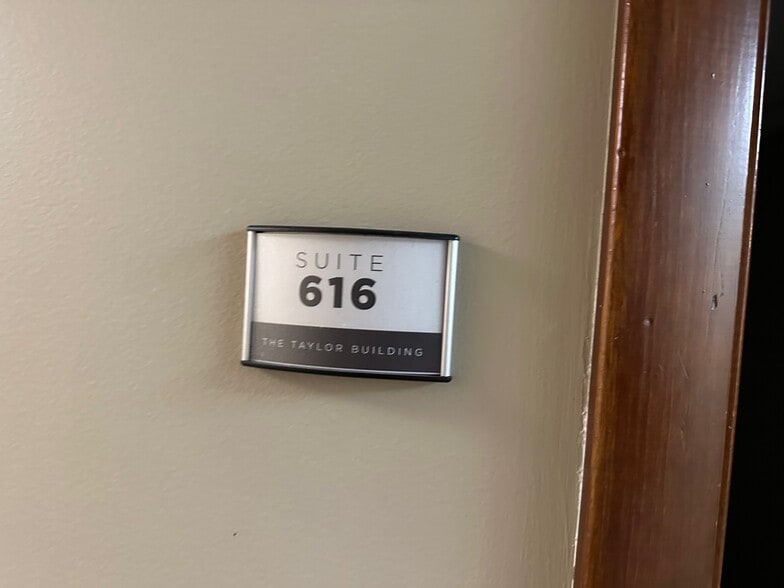 SUITE
616
THE TAYLOR BUILDING